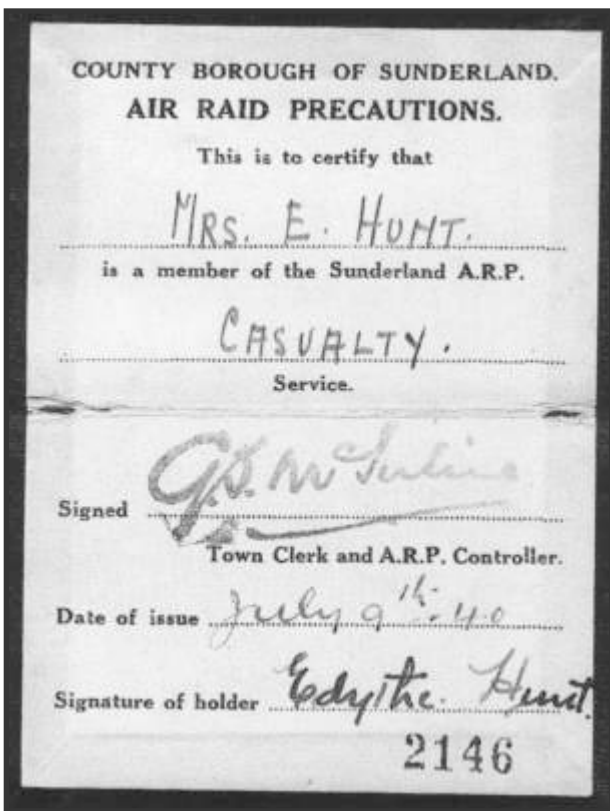 COUNTY BOROUGH OF SUNDERLAND.
AIR RAID PRECAUTIONS.
This is to certify that
MRS. E. HUNT.
is a member of the Sunderland A.R.P.
CASUALTY.
Service.
Signed G.S.
Town Clerk and A.R.P. Controller.
Date of issue July 9th. 40
Signature of holder Edythe. Hunt.
2146